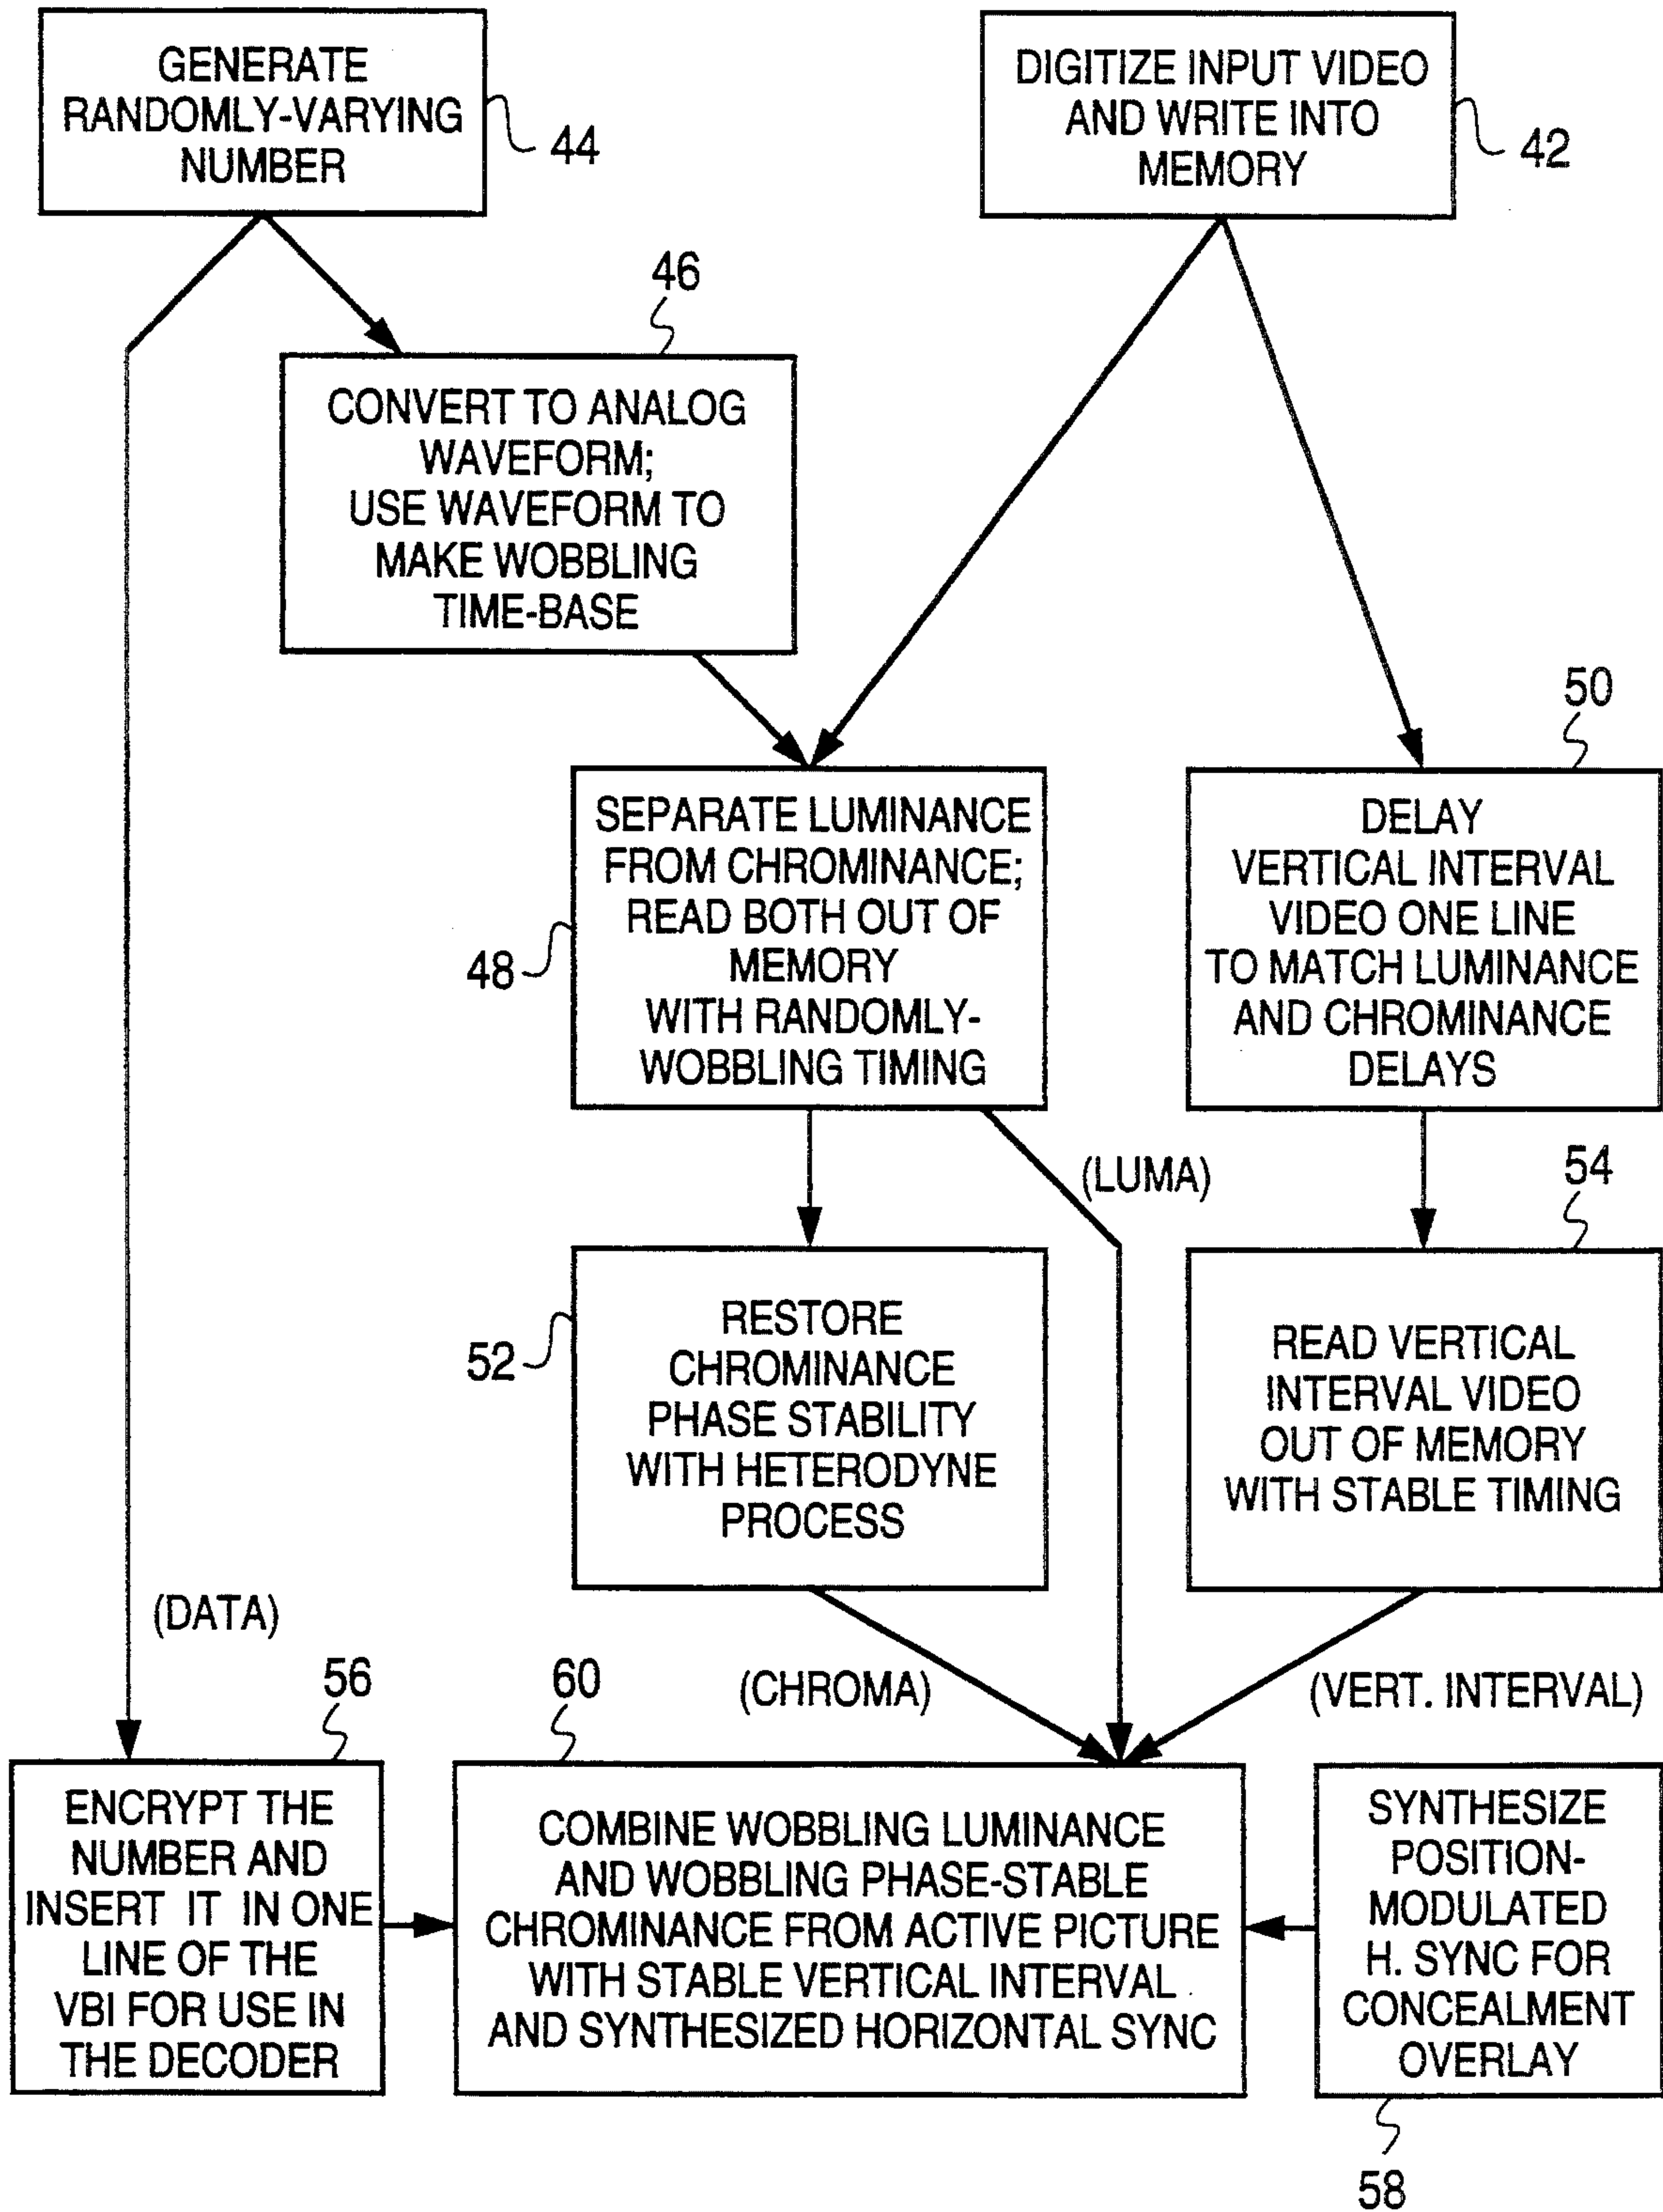 GENERATE
RANDOMLY-VARYING
NUMBER
44
DIGITIZE INPUT VIDEO
AND WRITE INTO
MEMORY
42
46
CONVERT TO ANALOG
WAVEFORM;
USE WAVEFORM TO
MAKE WOBBLING
TIME-BASE
48
SEPARATE LUMINANCE
FROM CHROMINANCE;
READ BOTH OUT OF
MEMORY
WITH RANDOMLY-
WOBBLING TIMING
50
DELAY
VERTICAL INTERVAL
VIDEO ONE LINE
TO MATCH LUMINANCE
AND CHROMINANCE
DELAYS
(LUMA)
52
RESTORE
CHROMINANCE
PHASE STABILITY
WITH HETERODYNE
PROCESS
54
READ VERTICAL
INTERVAL VIDEO
OUT OF MEMORY
WITH STABLE TIMING
(DATA)
(CHROMA)
(VERT. INTERVAL)
56
ENCRYPT THE
NUMBER AND
INSERT IT IN ONE
LINE OF THE
VBI FOR USE IN
THE DECODER
60
COMBINE WOBBLING LUMINANCE
AND WOBBLING PHASE-STABLE
CHROMINANCE FROM ACTIVE PICTURE
WITH STABLE VERTICAL INTERVAL
AND SYNTHESIZED HORIZONTAL SYNC
SYNTHESIZE
POSITION-
MODULATED
H. SYNC FOR
CONCEALMENT
OVERLAY
58